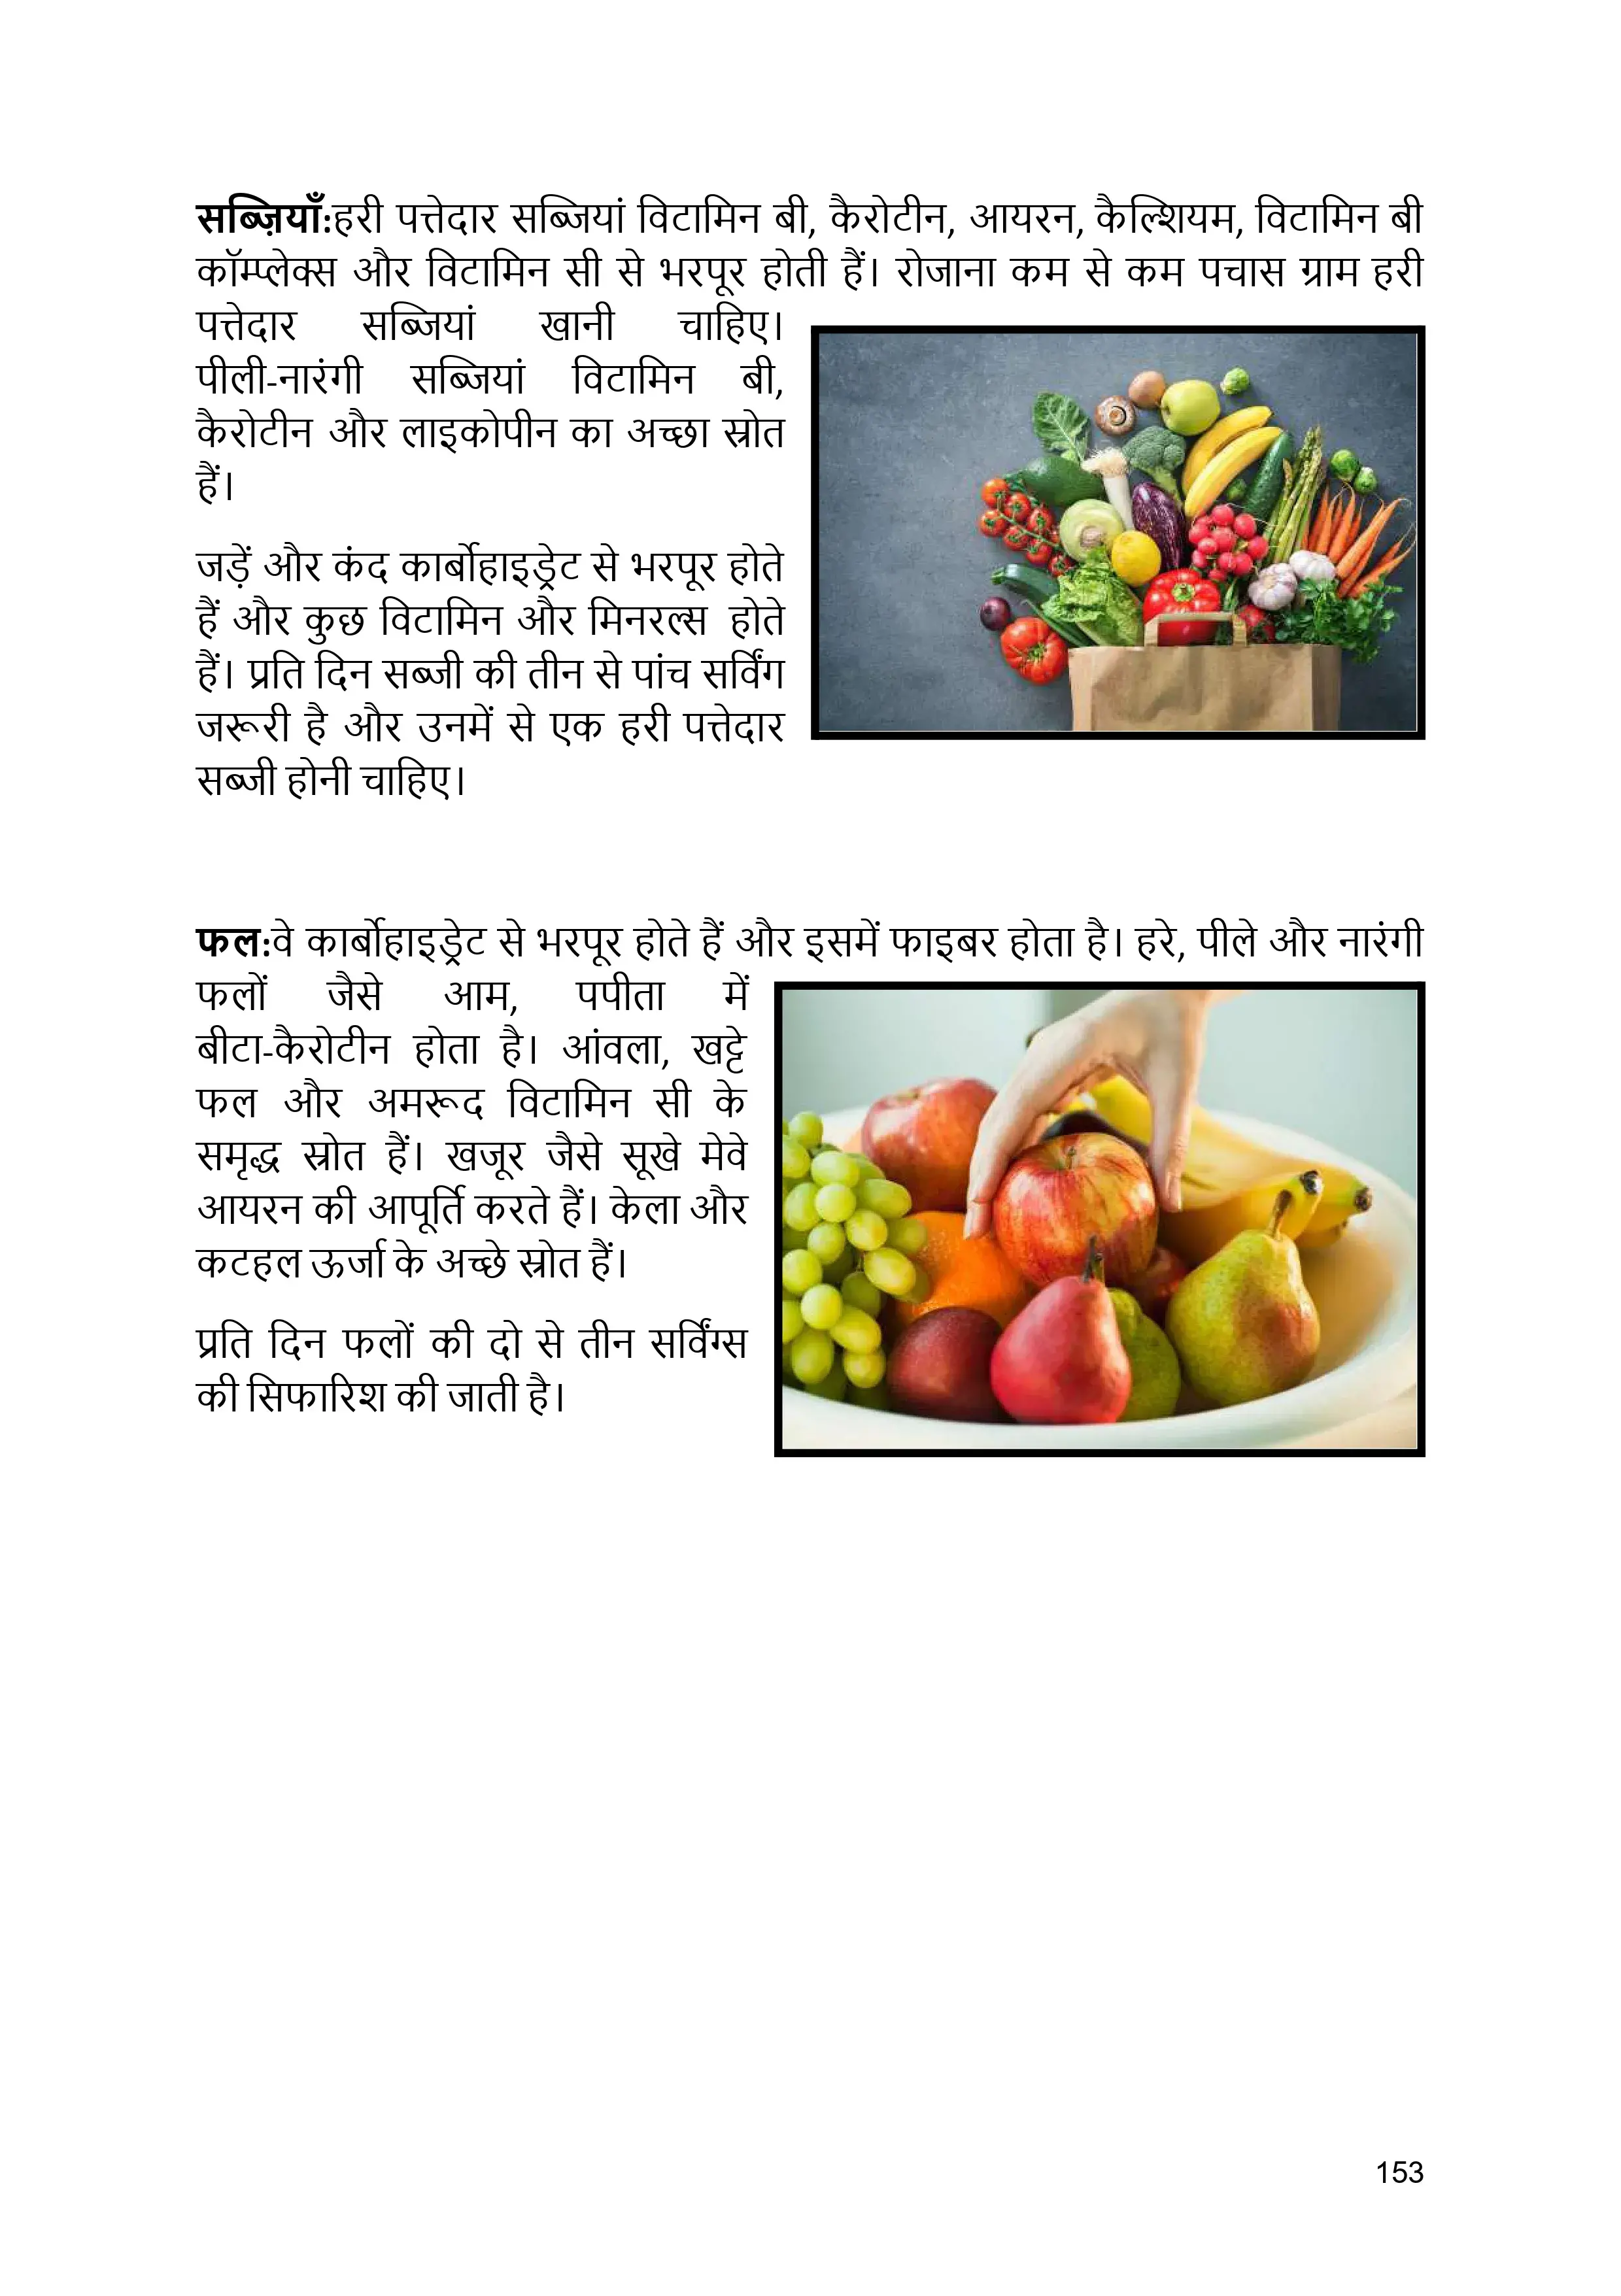 सब्ज़ियाँ:हरी पत्तेदार सब्जियां विटामिन बी, कैरोटीन, आयरन, कैल्शियम, विटामिन बी
कॉम्प्लेक्स और विटामिन सी से भरपूर होती हैं। रोजाना कम से कम पचास ग्राम हरी
पत्तेदार सब्जियां खानी चाहिए।
पीली-नारंगी सब्जियां विटामिन बी,
कैरोटीन और लाइकोपीन का अच्छा स्रोत
हैं।
जड़ें और कंद कार्बोहाइड्रेट से भरपूर होते
हैं और कुछ विटामिन और मिनरल्स होते
हैं। प्रति दिन सब्जी की तीन से पांच सर्विंग
जरूरी है और उनमें से एक हरी पत्तेदार
सब्जी होनी चाहिए।
फल:वे कार्बोहाइड्रेट से भरपूर होते हैं और इसमें फाइबर होता है। हरे, पीले और नारंगी
फलों जैसे आम, पपीता में
बीटा-कैरोटीन होता है। आंवला, खट्टे
फल और अमरूद विटामिन सी के
समृद्ध स्रोत हैं। खजूर जैसे सूखे मेवे
आयरन की आपूर्ति करते हैं। केला और
कटहल ऊर्जा के अच्छे स्रोत हैं।
प्रति दिन फलों की दो से तीन सर्विंग्स
की सिफारिश की जाती है।
153